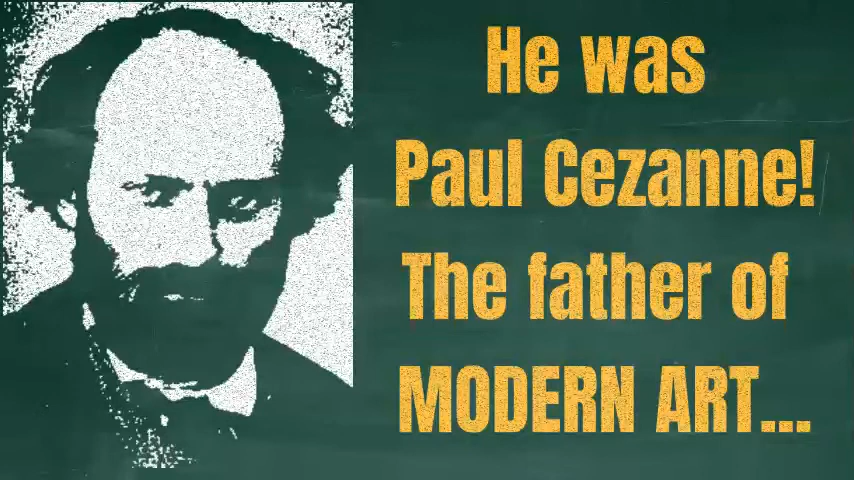 He was
Paul Cezanne!
The father of
MODERN ART...